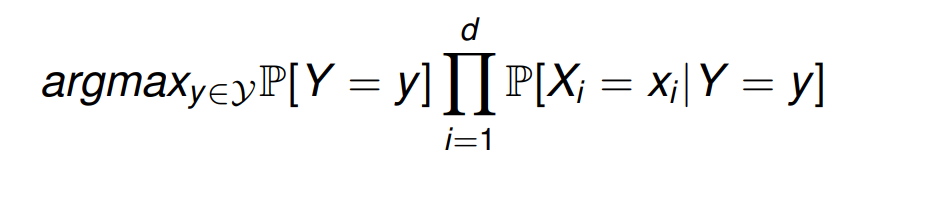 argmax_{y∈𝒴} ℙ[Y = y] ∏_{i=1}^{d} ℙ[X_i = x_i | Y = y]